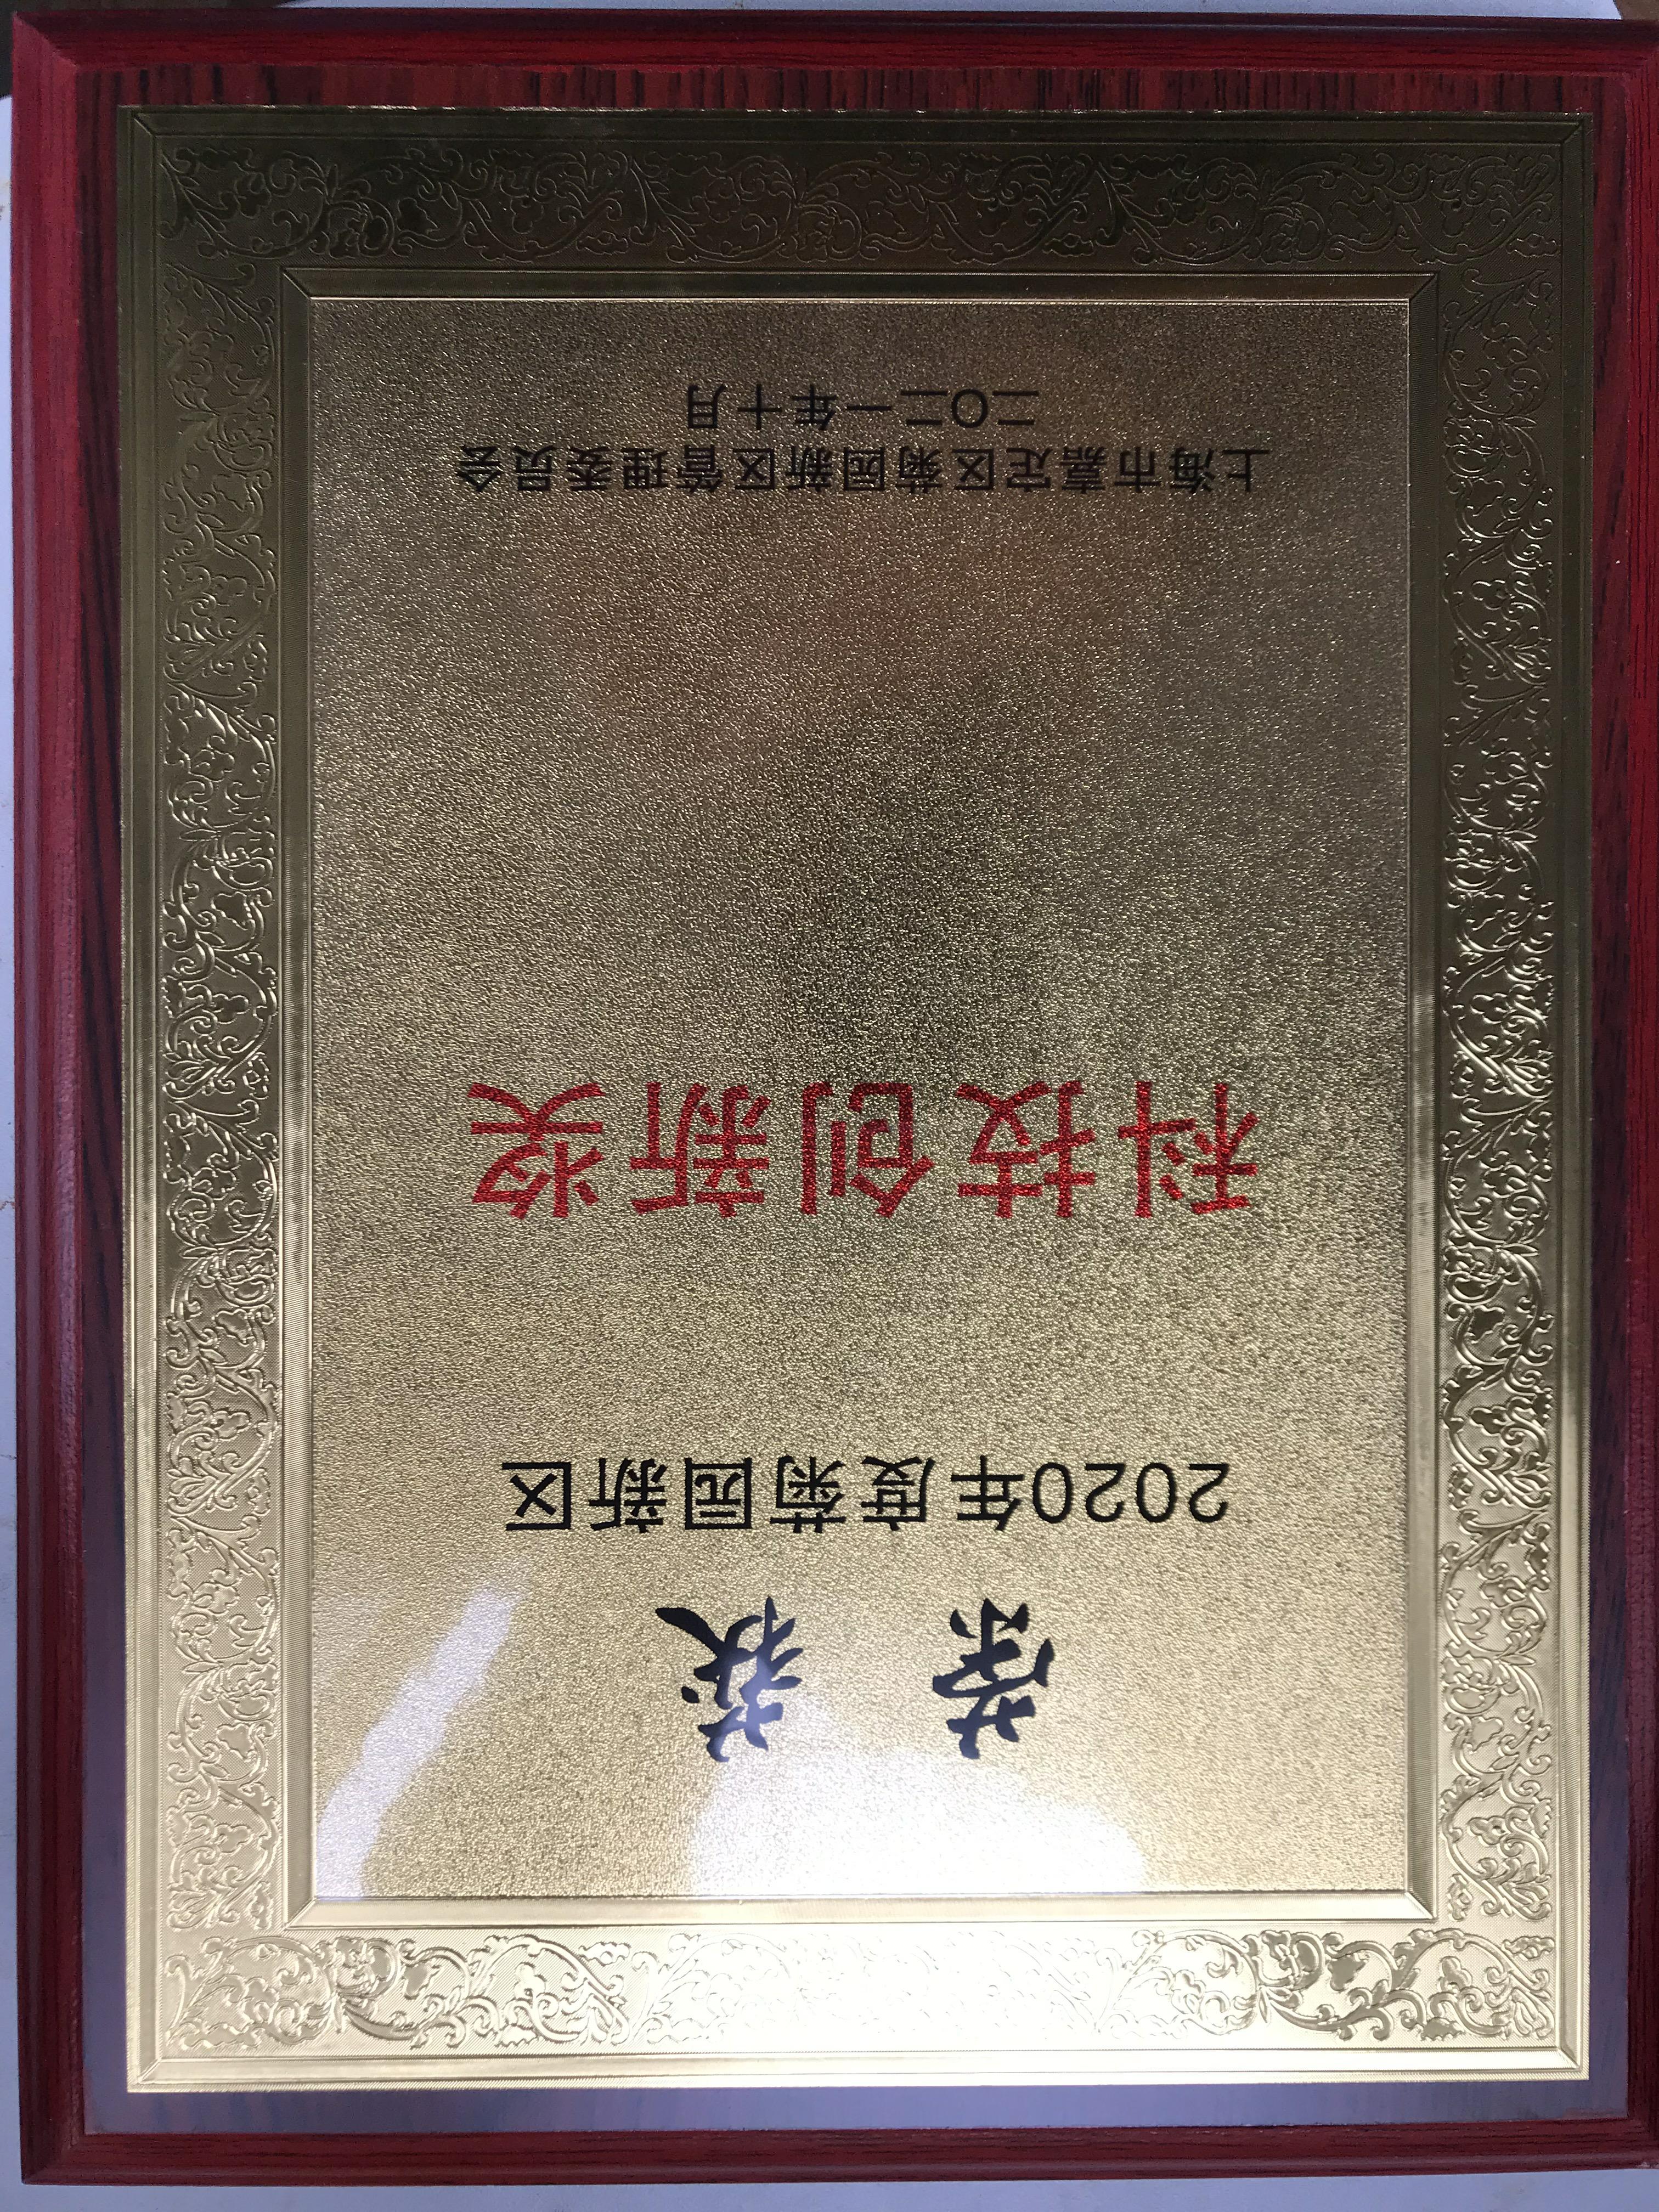 荣获
2020年度菊园新区
科技创新奖
上海市嘉定区菊园新区管理委员会
二〇二一年十月